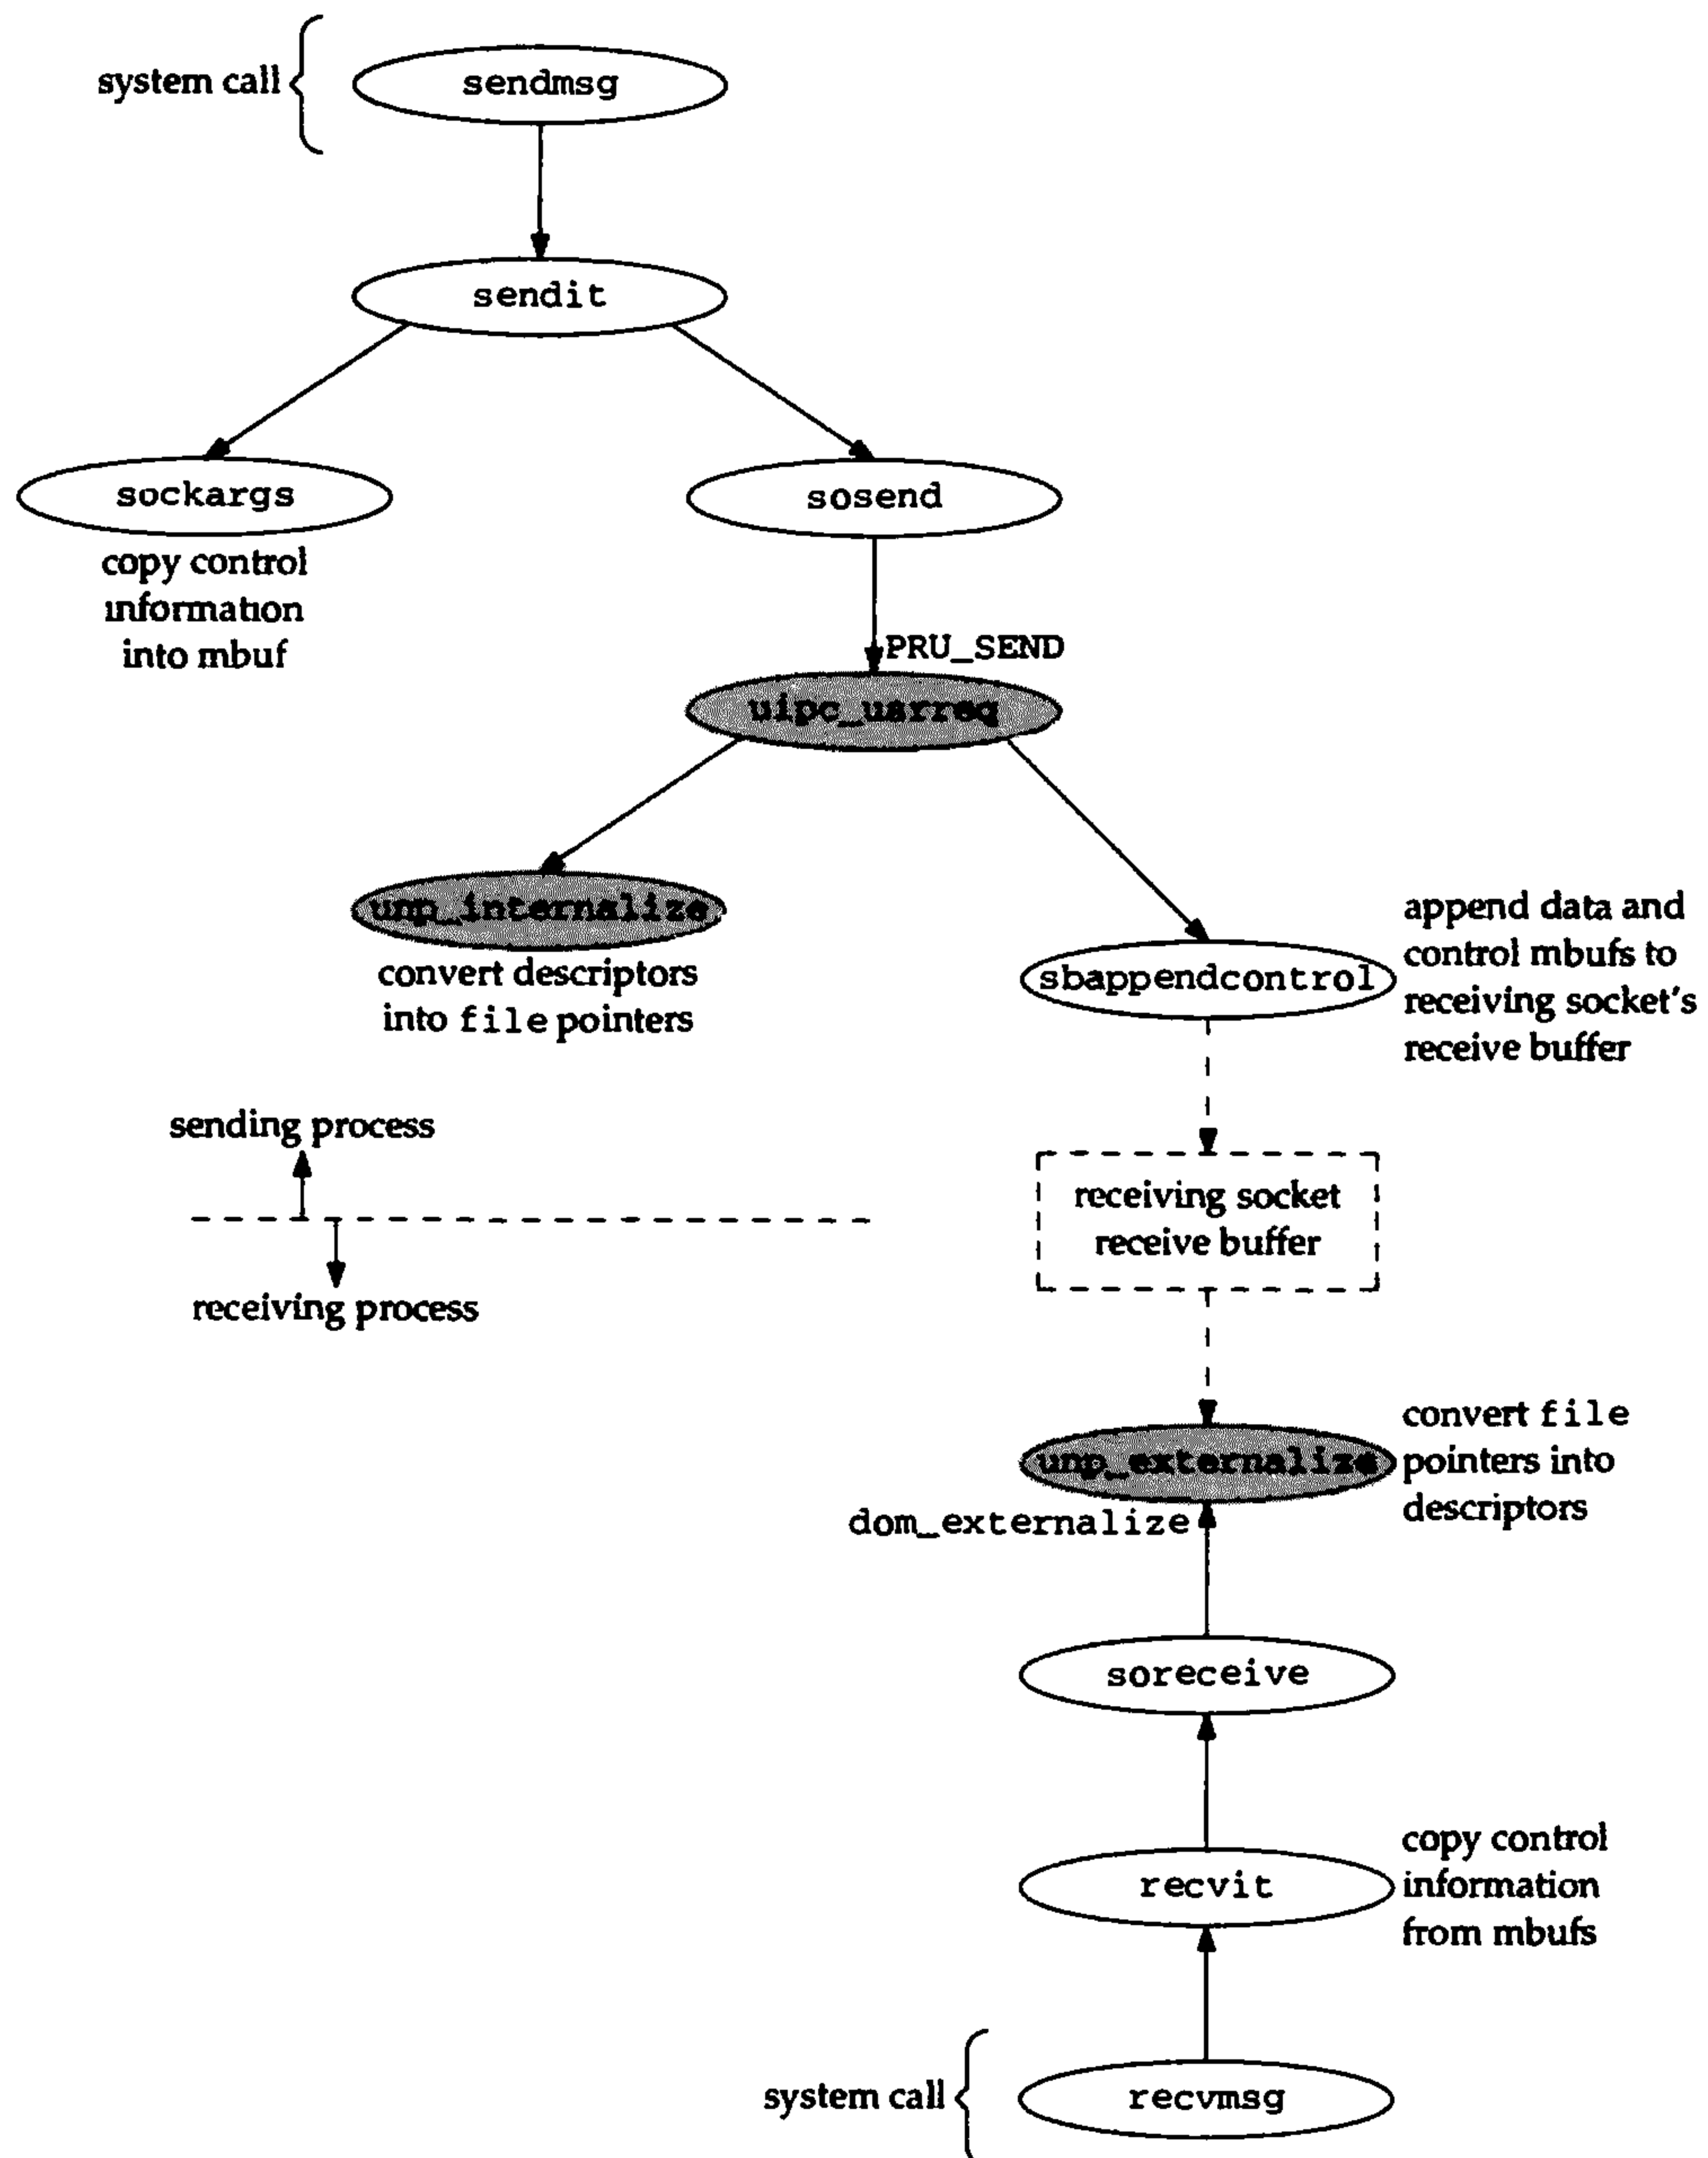 system call
sendmsg
sendit
sockargs
sosend
copy control
information
into mbuf
PRU_SEND
uipc_usrreq
unp_internalize
convert descriptors
into file pointers
sbappendcontrol
append data and
control mbufs to
receiving socket's
receive buffer
sending process
receiving process
receiving socket
receive buffer
unp_externalize
convert file
pointers into
descriptors
dom_externalize
soreceive
recvit
copy control
information
from mbufs
system call
recvmsg